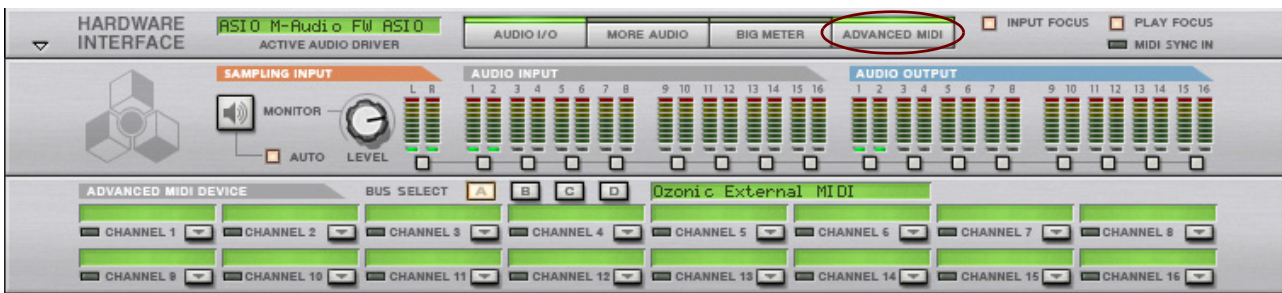 HARDWARE INTERFACE
ASIO M-Audio FW ASIO
ACTIVE AUDIO DRIVER
AUDIO I/O MORE AUDIO BIG METER ADVANCED MIDI
INPUT FOCUS PLAY FOCUS
MIDI SYNC IN
SAMPLING INPUT
L R
MONITOR
AUTO LEVEL
AUDIO INPUT
1 2 3 4 5 6 7 8 9 10 11 12 13 14 15 16
AUDIO OUTPUT
1 2 3 4 5 6 7 8 9 10 11 12 13 14 15 16
ADVANCED MIDI DEVICE BUS SELECT A B C D Ozonic External MIDI
CHANNEL 1 CHANNEL 2 CHANNEL 3 CHANNEL 4 CHANNEL 5 CHANNEL 6 CHANNEL 7 CHANNEL 8
CHANNEL 9 CHANNEL 10 CHANNEL 11 CHANNEL 12 CHANNEL 13 CHANNEL 14 CHANNEL 15 CHANNEL 16